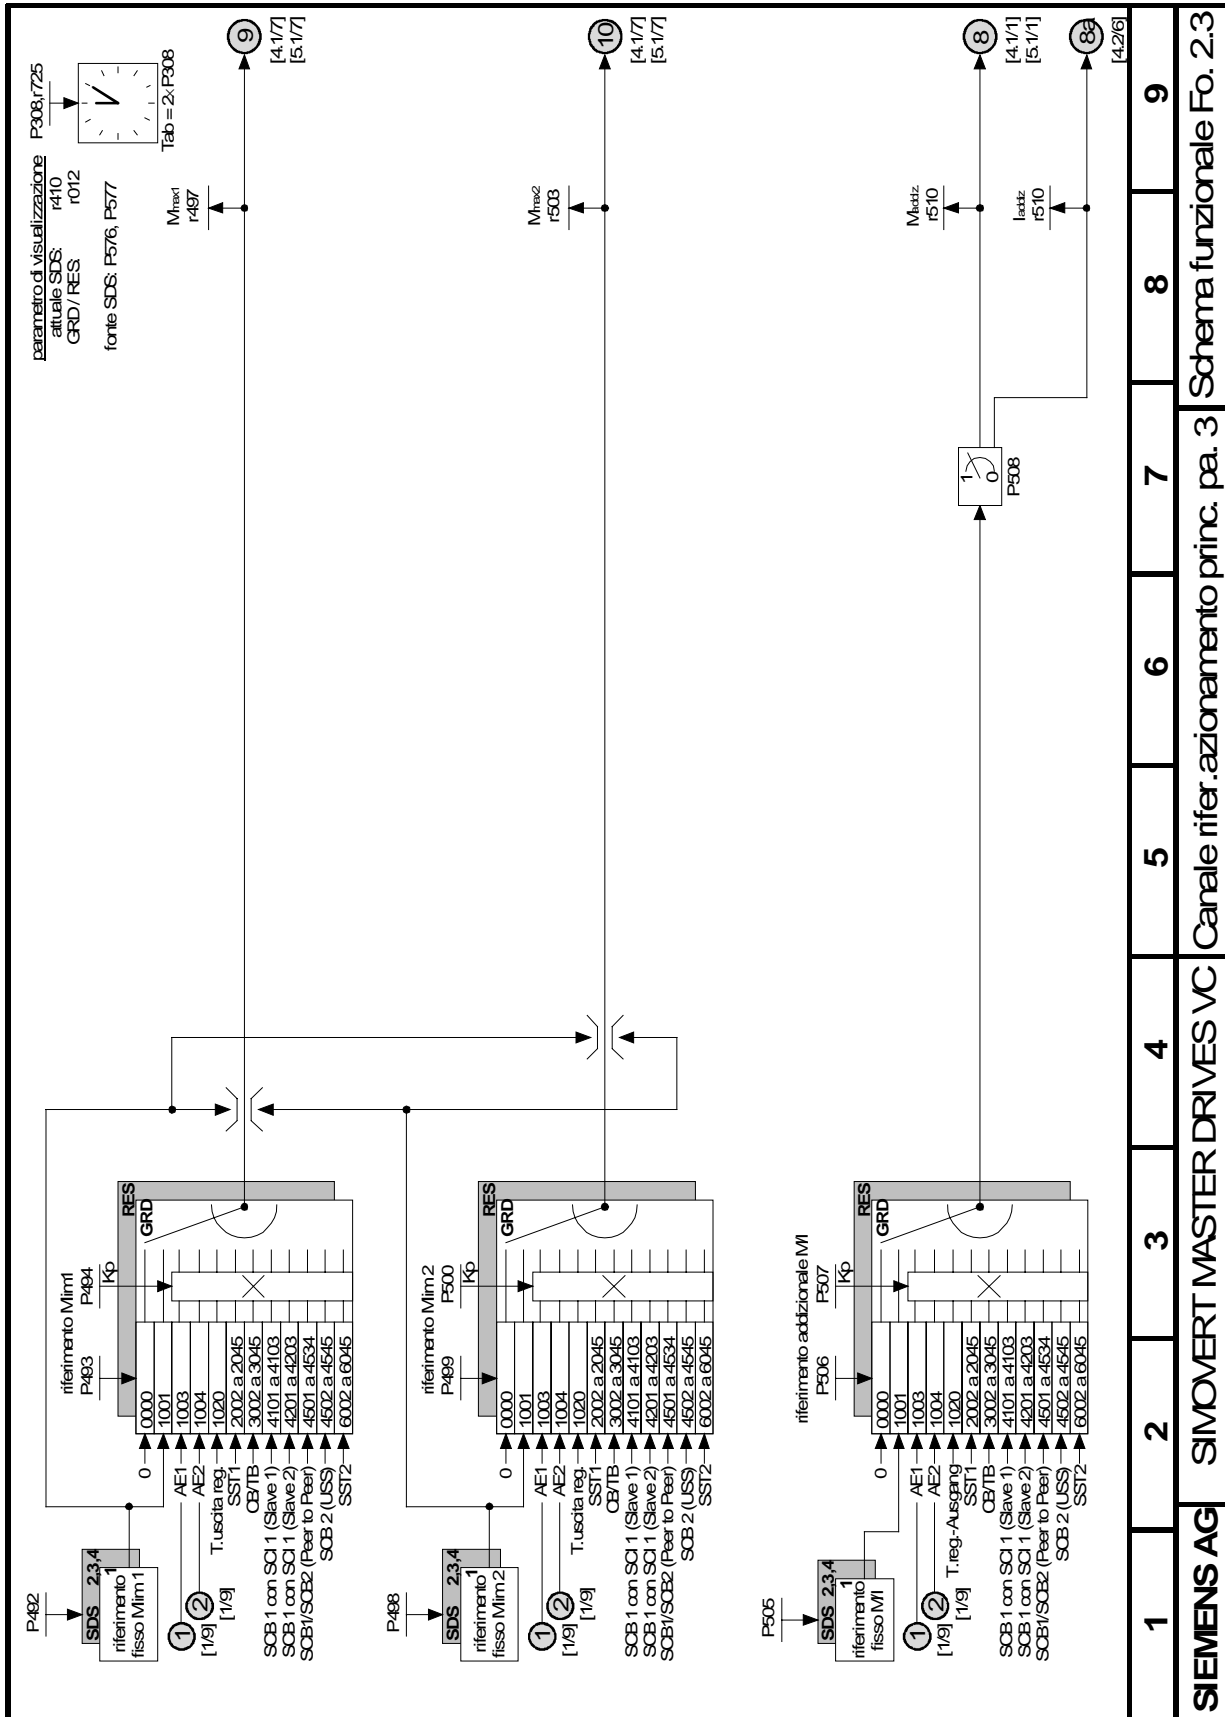 parametro di visualizzazione
attuale SDS: r410
GRD / RES: r012
fonte SDS: P576, P577
P308,r725
Tab = 2xP308
P492
SDS 2,3,4
1
riferimento
fisso Mim1
1
2
[1/9]
[1/9]
riferimento Mim1
P493
P494
Kp
RES
GRD
0
0000
1001
AE1
1003
AE2
1004
T.uscita reg.
1020
SST1
2002 a 2045
CB/TB
3002 a 3045
SCB 1 con SCI 1 (Slave 1)
4101 a 4103
SCB 1 con SCI 1 (Slave 2)
4201 a 4203
SCB1/SCB2 (Peer to Peer)
4501 a 4534
SCB 2 (USS)
4502 a 4545
SST2
6002 a 6045
Mmax1
r497
9
[4.1/7]
[5.1/7]
P498
SDS 2,3,4
1
riferimento
fisso Mim2
1
2
[1/9]
[1/9]
riferimento Mim2
P499
P500
Kp
RES
GRD
0
0000
1001
AE1
1003
AE2
1004
T.uscita reg.
1020
SST1
2002 a 2045
CB/TB
3002 a 3045
SCB 1 con SCI 1 (Slave 1)
4101 a 4103
SCB 1 con SCI 1 (Slave 2)
4201 a 4203
SCB1/SCB2 (Peer to Peer)
4501 a 4534
SCB 2 (USS)
4502 a 4545
SST2
6002 a 6045
Mmax2
r503
10
[4.1/7]
[5.1/7]
P505
SDS 2,3,4
1
riferimento
fisso M/I
1
2
[1/9]
[1/9]
riferimento addizionale M/I
P506
P507
Kp
RES
GRD
0
0000
1001
AE1
1003
AE2
1004
T.reg.-Ausgang
1020
SST1
2002 a 2045
CB/TB
3002 a 3045
SCB 1 con SCI 1 (Slave 1)
4101 a 4103
SCB 1 con SCI 1 (Slave 2)
4201 a 4203
SCB1/SCB2 (Peer to Peer)
4501 a 4534
SCB 2 (USS)
4502 a 4545
SST2
6002 a 6045
1
0
P508
Maddiz.
r510
8
[4.1/1]
[5.1/1]
Iaddiz
r510
8a
[4.2/6]
1 2 3 4 5 6 7 8 9
SIEMENS AG SIMOVERT MASTER DRIVES VC Canale rifer.azionamento princ. pa. 3 Schema funzionale Fo. 2.3